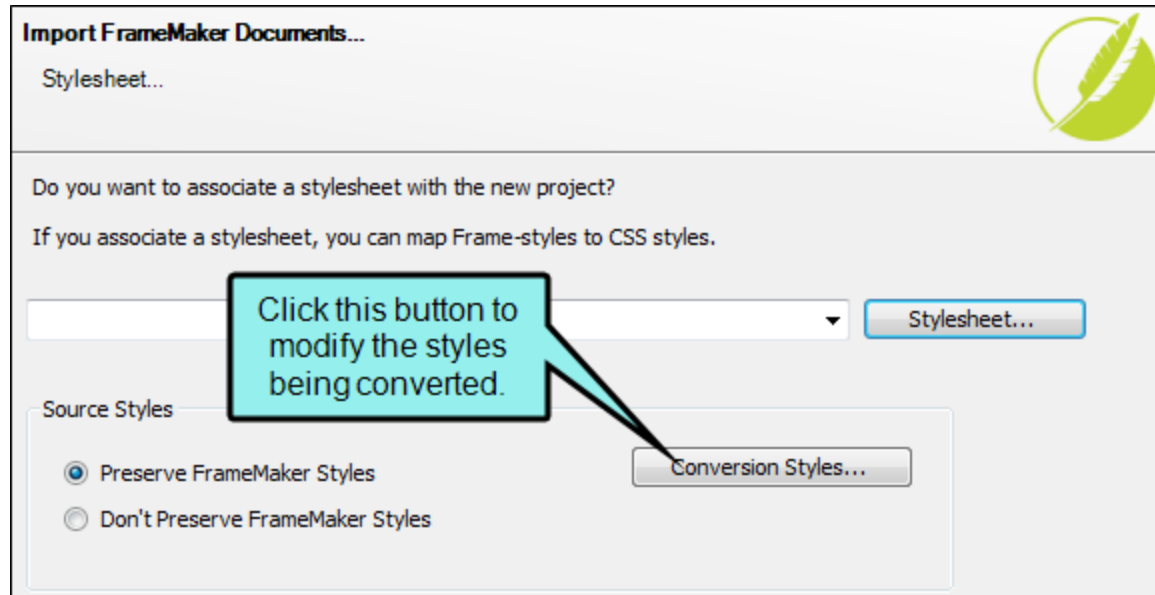 Import FrameMaker Documents...
Stylesheet...
Do you want to associate a stylesheet with the new project?
If you associate a stylesheet, you can map Frame-styles to CSS styles.
Click this button to
modify the styles
being converted.
Stylesheet...
Source Styles
Preserve FrameMaker Styles
Conversion Styles...
Don't Preserve FrameMaker Styles